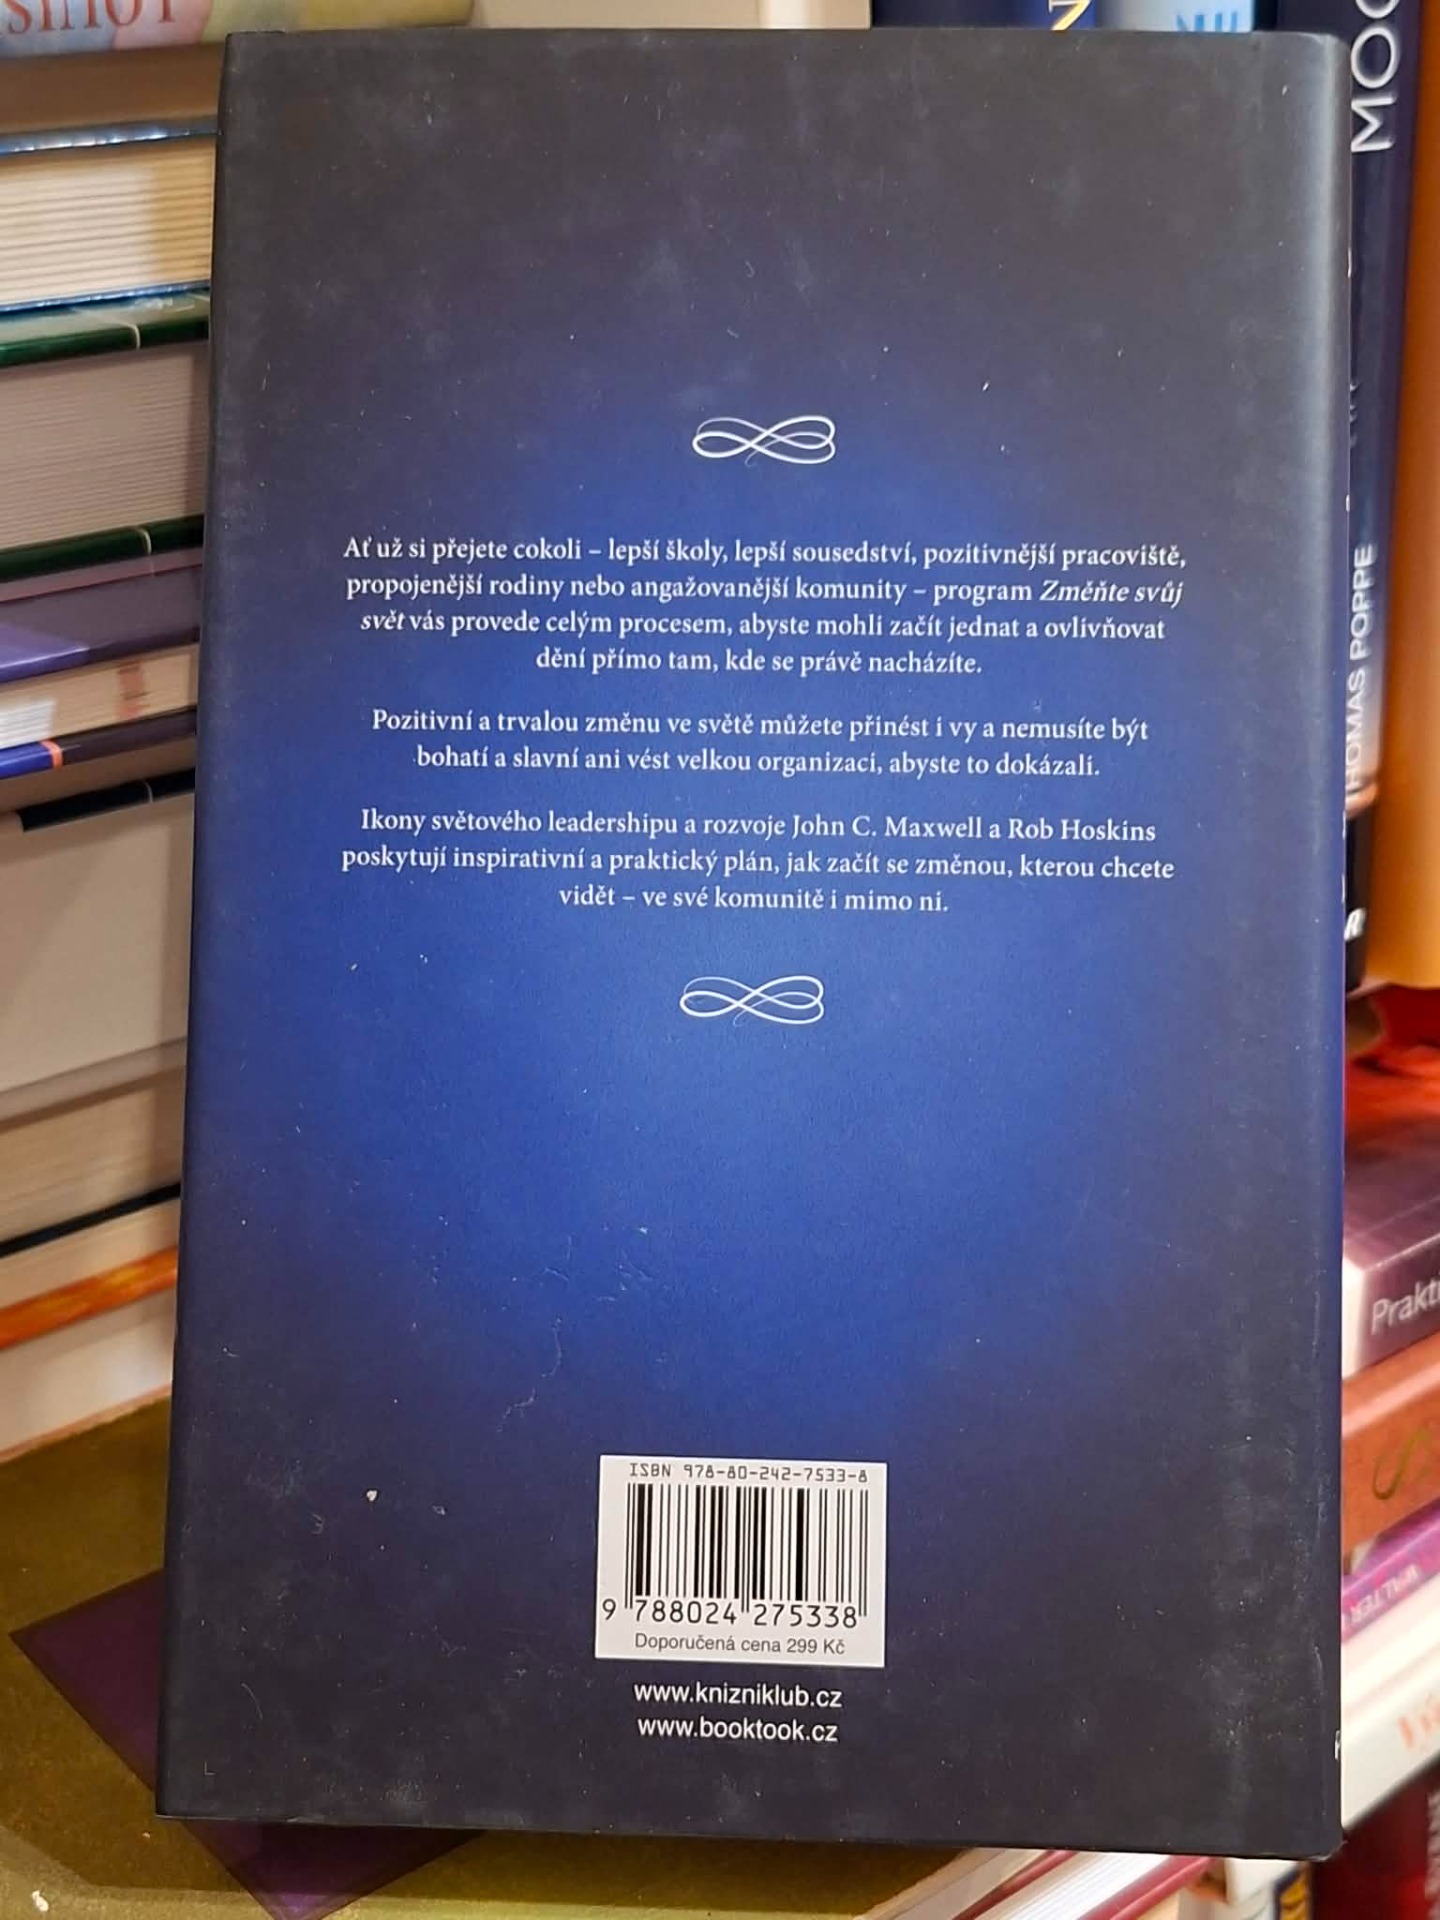 MOO
THOMAS POPPE
Ať už si přejete cokoli – lepší školy, lepší sousedství, pozitivnější pracoviště,
propojenější rodiny nebo angažovanější komunity – program Změňte svůj
svět vás provede celým procesem, abyste mohli začít jednat a ovlivňovat
dění přímo tam, kde se právě nacházíte.
Pozitivní a trvalou změnu ve světě můžete přinést i vy a nemusíte být
bohatí a slavní ani vést velkou organizaci, abyste to dokázali.
Ikony světového leadershipu a rozvoje John C. Maxwell a Rob Hoskins
poskytují inspirativní a praktický plán, jak začít se změnou, kterou chcete
vidět – ve své komunitě i mimo ni.
Prakti
ISBN 978-80-242-7533-8
9 788024 275338
Doporučená cena 299 Kč
www.knizniklub.cz
www.booktook.cz